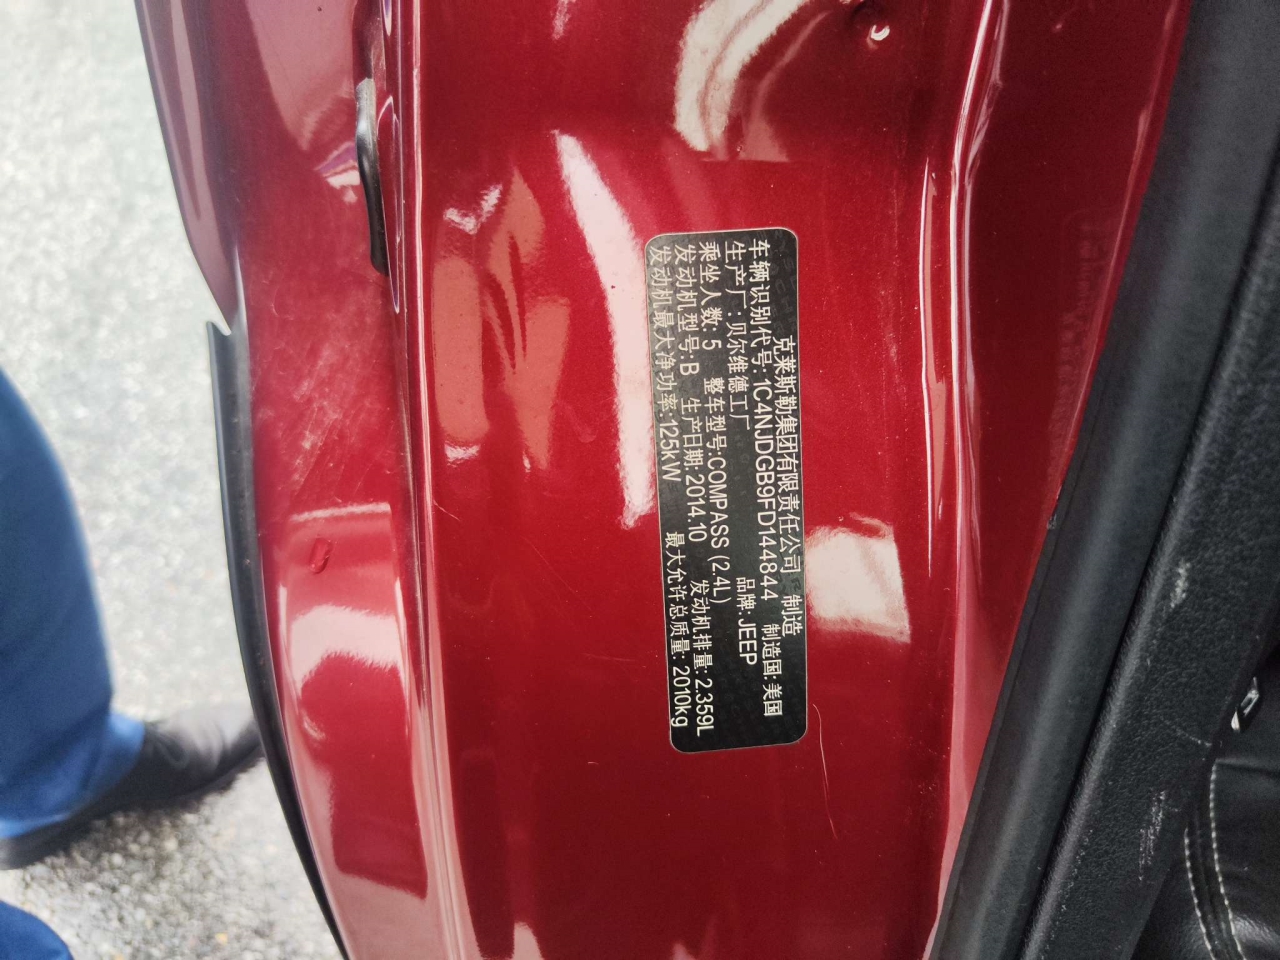 克莱斯勒集团有限责任公司 制造
车辆识别代号:1C4NJDGB9FD144844 制造国:美国
生产厂:贝尔维德工厂 品牌:JEEP
乘坐人数:5 整车型号:COMPASS (2.4L)
发动机型号:B 生产日期:2014.10 发动机排量:2.359L
发动机最大净功率:125kW 最大允许总质量:2010kg